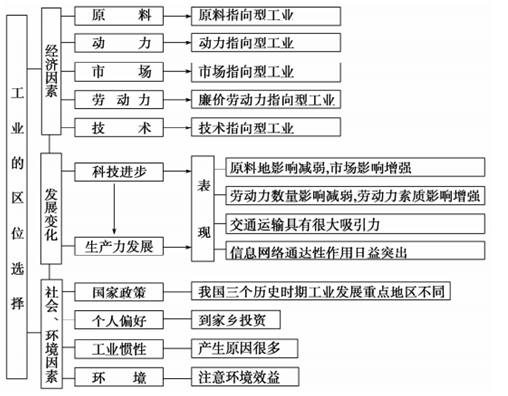 工业的区位选择
经济因素
原料
原料指向型工业
动力
动力指向型工业
市场
市场指向型工业
劳动力
廉价劳动力指向型工业
技术
技术指向型工业
发展变化
科技进步
生产力发展
表现
原料地影响减弱,市场影响增强
劳动力数量影响减弱,劳动力素质影响增强
交通运输具有很大吸引力
信息网络通达性作用日益突出
社会、环境因素
国家政策
我国三个历史时期工业发展重点地区不同
个人偏好
到家乡投资
工业惯性
产生原因很多
环境
注意环境效益